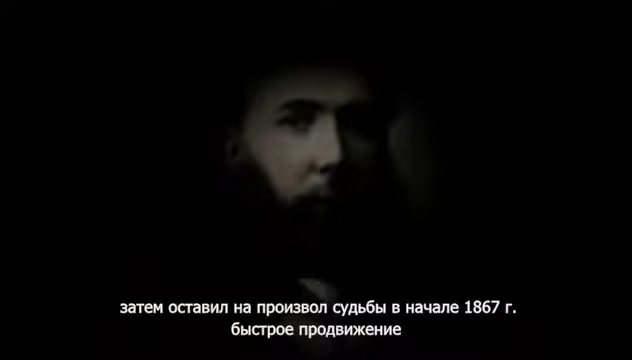 затем оставил на произвол судьбы в начале 1867 г.
быстрое продвижение